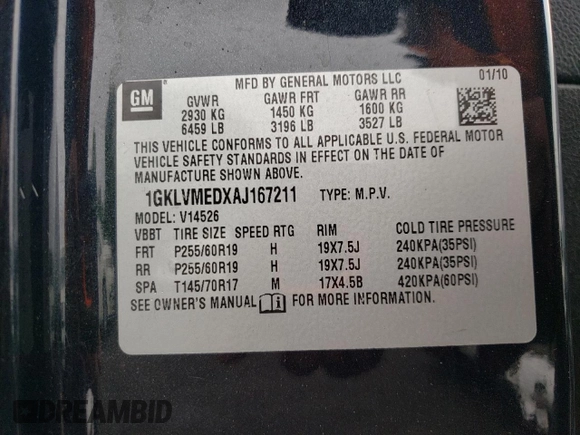 GM
MFD BY GENERAL MOTORS LLC 01/10
GVWR GAWR FRT GAWR RR
2930 KG 1450 KG 1600 KG
6459 LB 3196 LB 3527 LB
THIS VEHICLE CONFORMS TO ALL APPLICABLE U.S. FEDERAL MOTOR
VEHICLE SAFETY STANDARDS IN EFFECT ON THE DATE OF
MANUFACTURE SHOWN ABOVE.
1GKLVMEDXAJ167211 TYPE: M.P.V.
MODEL: V14526
VBBT TIRE SIZE SPEED RTG RIM COLD TIRE PRESSURE
FRT P255/60R19 H 19X7.5J 240KPA(35PSI)
RR P255/60R19 H 19X7.5J 240KPA(35PSI)
SPA T145/70R17 M 17X4.5B 420KPA(60PSI)
SEE OWNER'S MANUAL FOR MORE INFORMATION.
DREAMBID